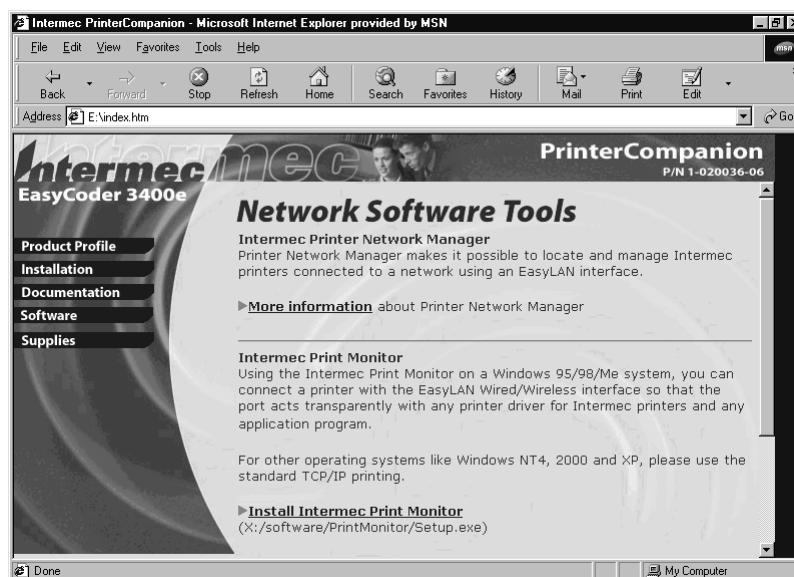 Intermec PrinterCompanion - Microsoft Internet Explorer provided by MSN
File Edit View Favorites Tools Help
msn
Back Forward Stop Refresh Home Search Favorites History Mail Print Edit
Address E:\index.htm Go
Intermec
Intermec
PrinterCompanion
P/N 1-020036-06
EasyCoder 3400e
Product Profile
Installation
Documentation
Software
Supplies
Network Software Tools
Intermec Printer Network Manager
Printer Network Manager makes it possible to locate and manage Intermec
printers connected to a network using an EasyLAN interface.
More information about Printer Network Manager
Intermec Print Monitor
Using the Intermec Print Monitor on a Windows 95/98/Me system, you can
connect a printer with the EasyLAN Wired/Wireless interface so that the
port acts transparently with any printer driver for Intermec printers and any
application program.
For other operating systems like Windows NT4, 2000 and XP, please use the
standard TCP/IP printing.
Install Intermec Print Monitor
(X:/software/PrintMonitor/Setup.exe)
Done My Computer